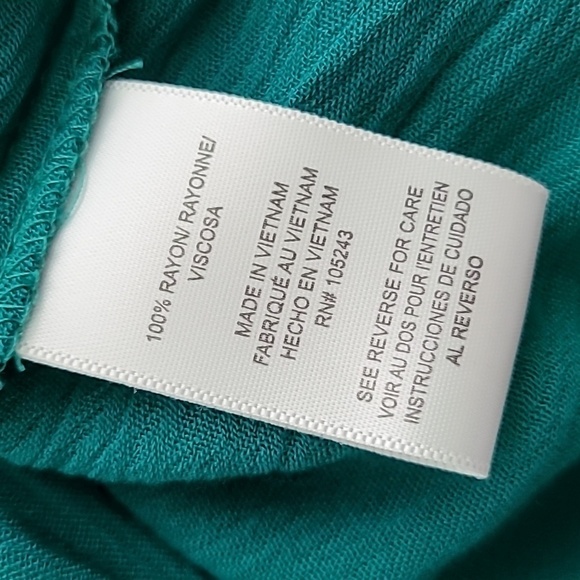 100% RAYON/ RAYONNE/
VISCOSA
MADE IN VIETNAM
FABRIQUÉ AU VIETNAM
HECHO EN VIETNAM
RN# 105243
SEE REVERSE FOR CARE
VOIR AU DOS POUR I'ENTRETIEN
INSTRUCCIONES DE CUIDADO
AL REVERSO